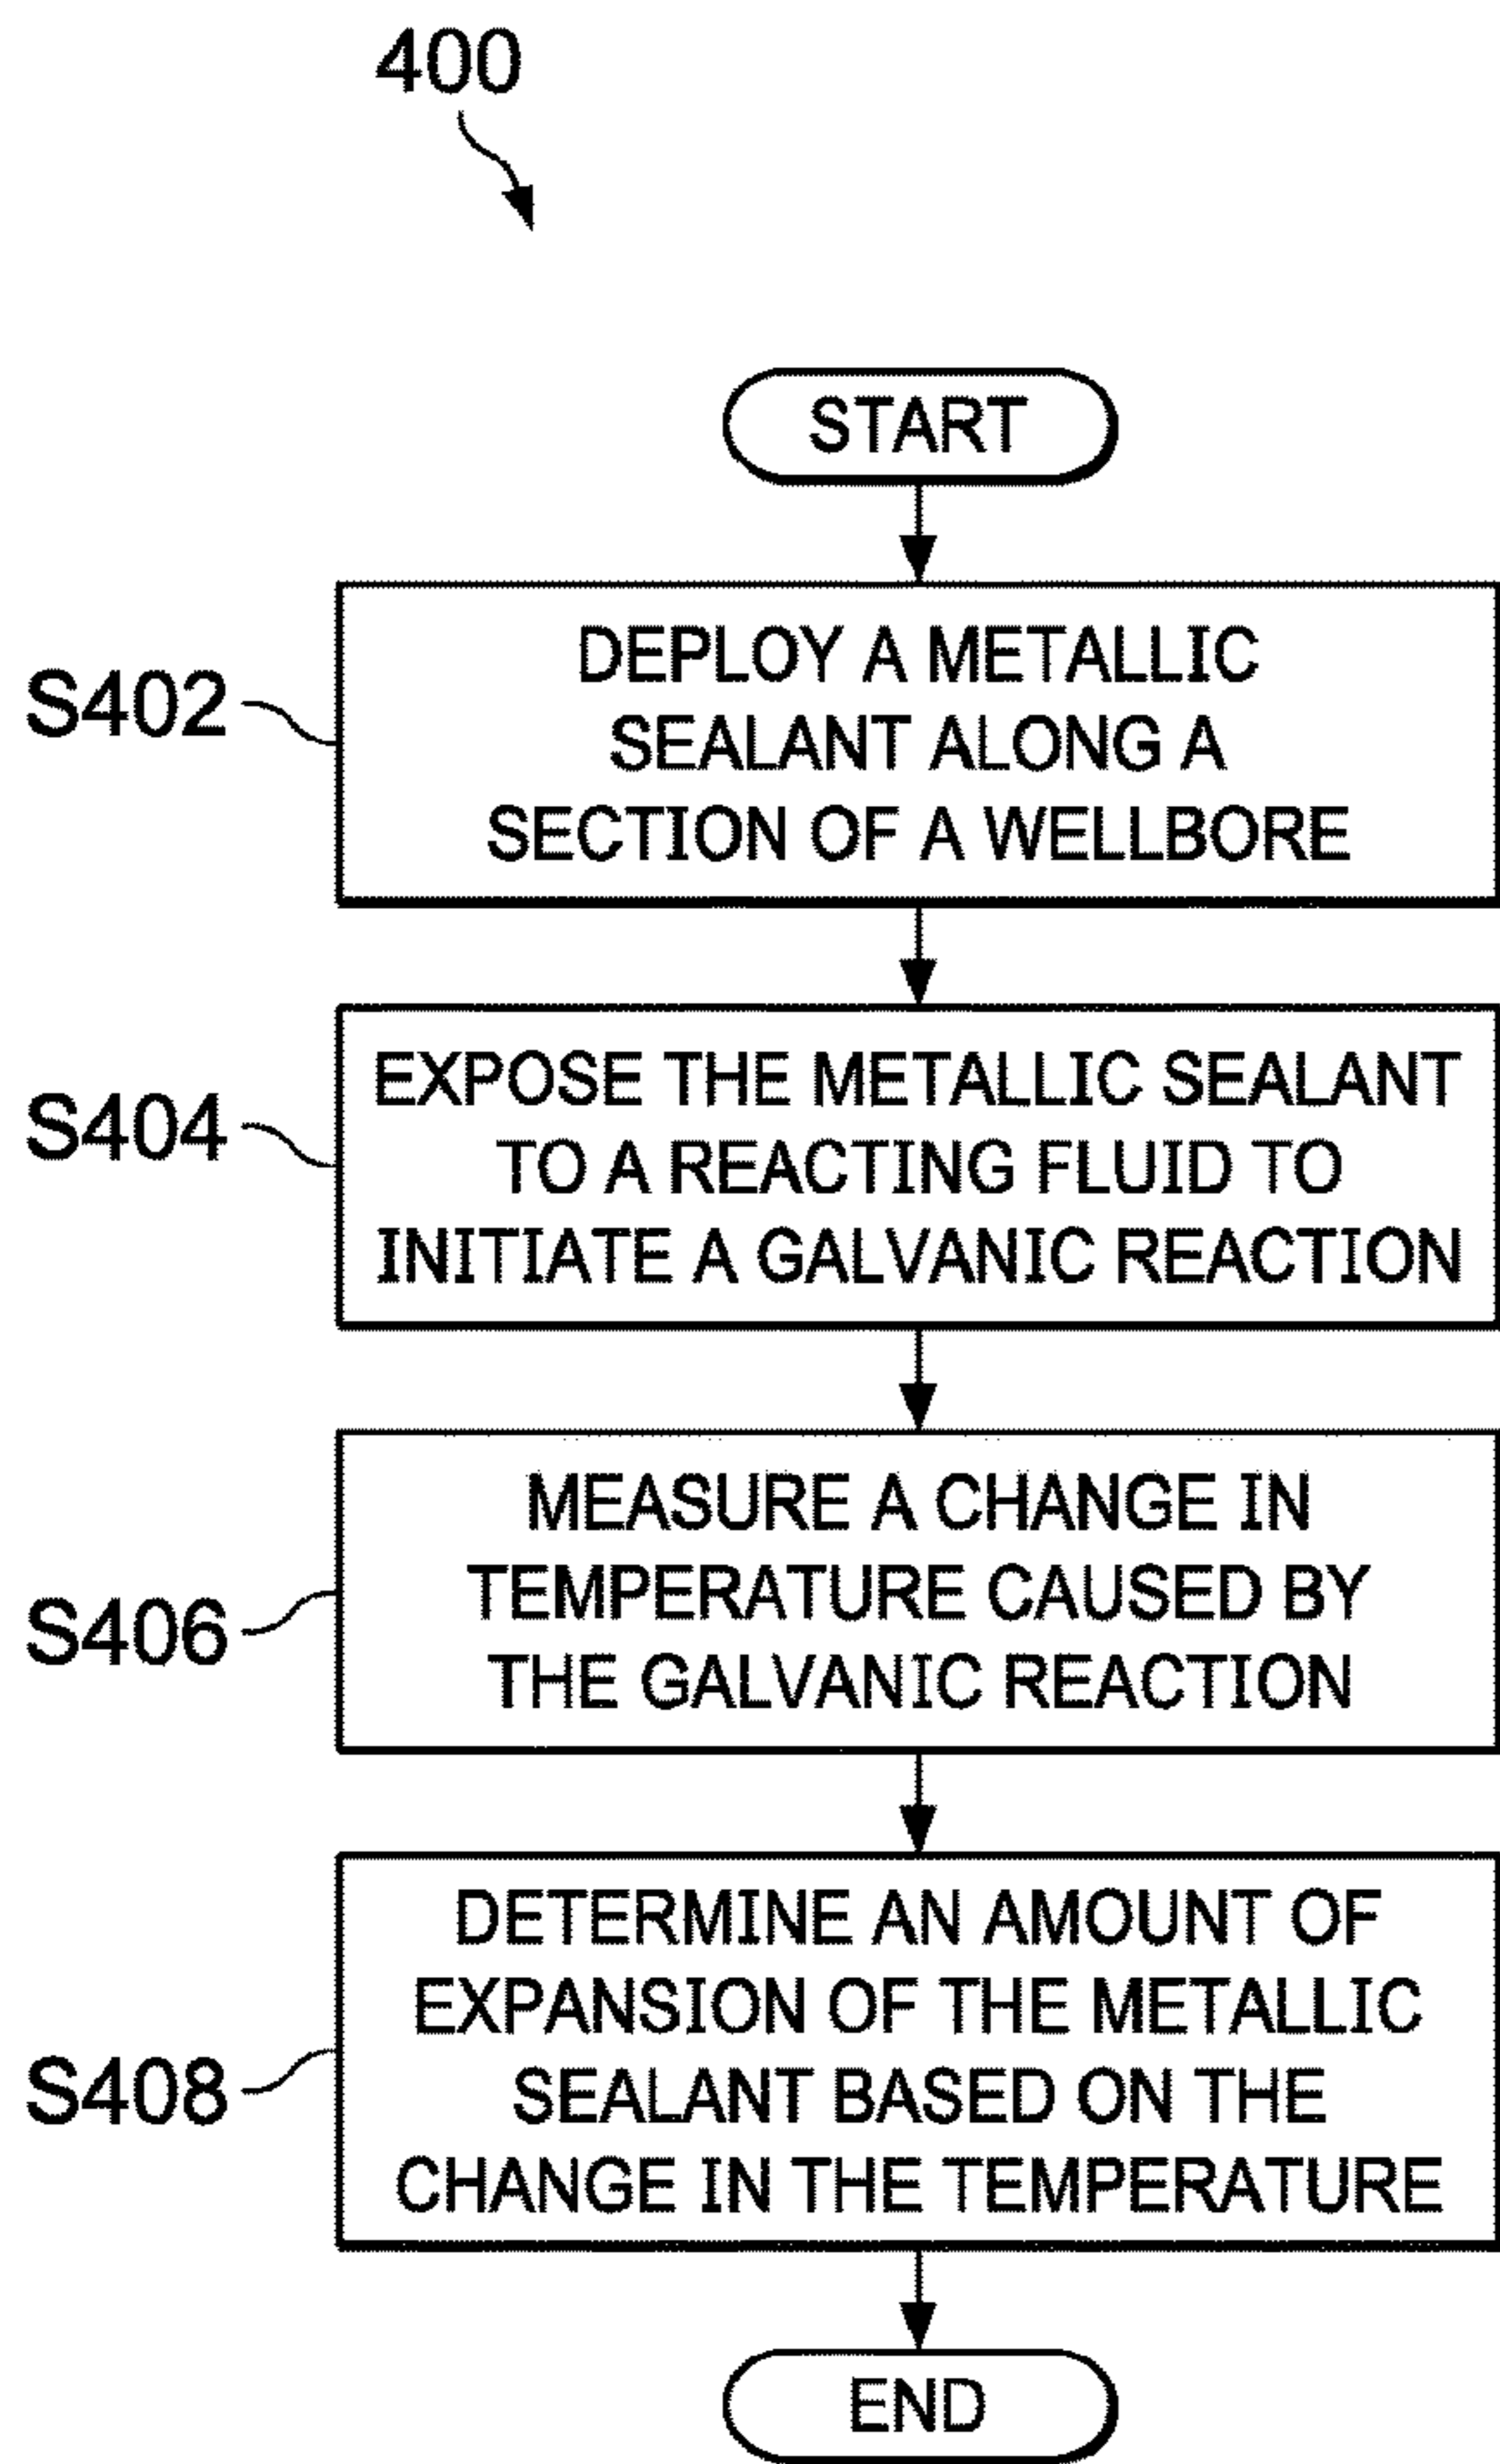 400
START
S402
DEPLOY A METALLIC
SEALANT ALONG A
SECTION OF A WELLBORE
S404
EXPOSE THE METALLIC SEALANT
TO A REACTING FLUID TO
INITIATE A GALVANIC REACTION
S406
MEASURE A CHANGE IN
TEMPERATURE CAUSED BY
THE GALVANIC REACTION
S408
DETERMINE AN AMOUNT OF
EXPANSION OF THE METALLIC
SEALANT BASED ON THE
CHANGE IN THE TEMPERATURE
END